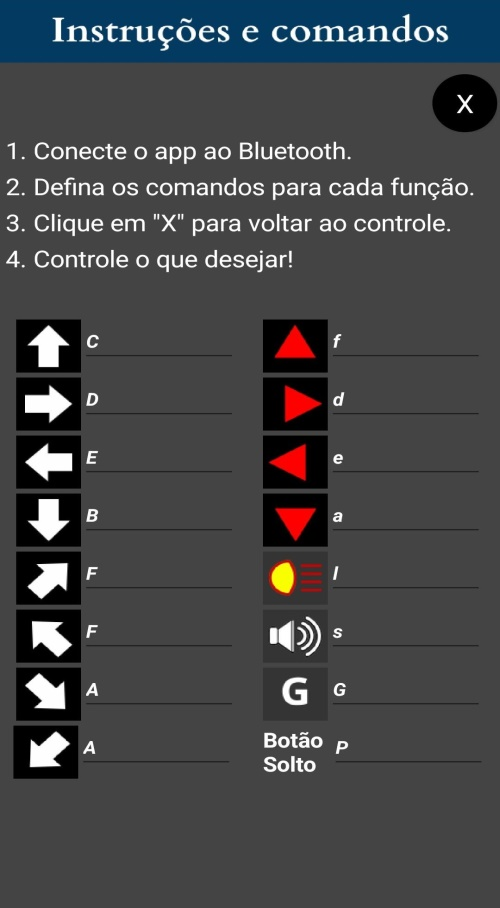 Instruções e comandos
X
1. Conecte o app ao Bluetooth.
2. Defina os comandos para cada função.
3. Clique em "X" para voltar ao controle.
4. Controle o que desejar!
C
f
D
d
E
e
B
a
F
l
F
s
A
G
G
A
Botão
Solto
P